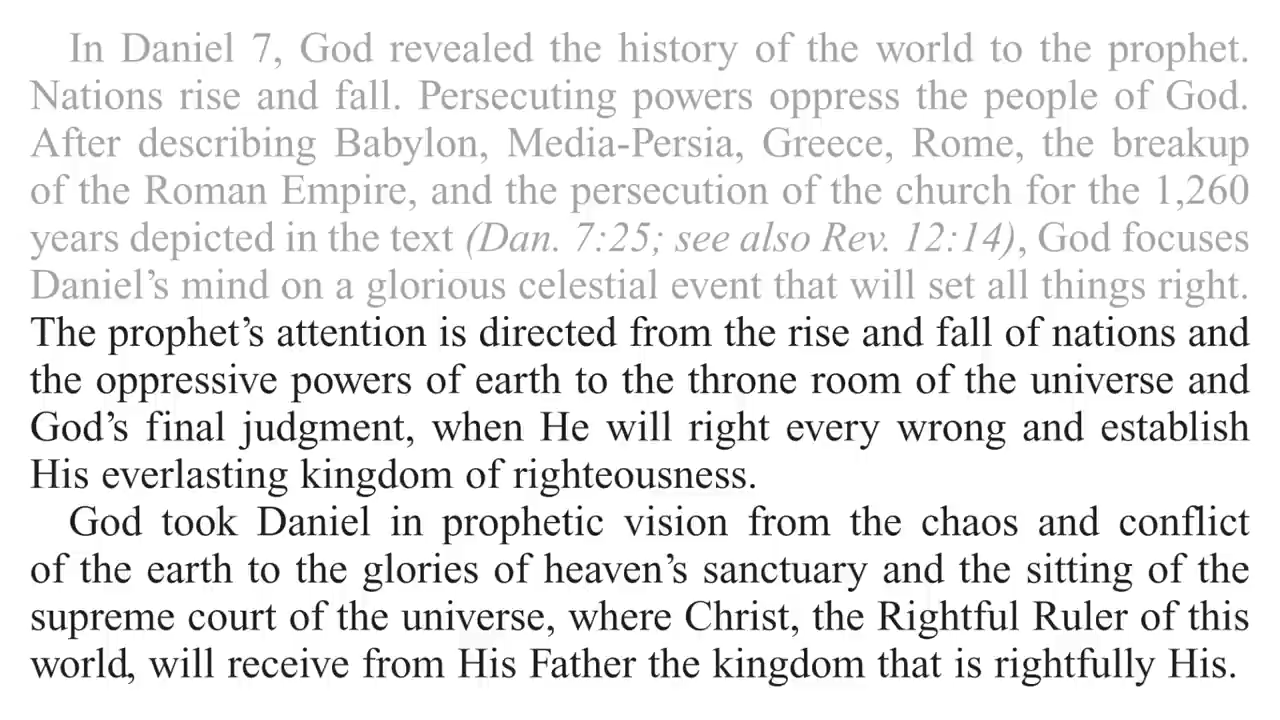 In Daniel 7, God revealed the history of the world to the prophet.
Nations rise and fall. Persecuting powers oppress the people of God.
After describing Babylon, Media-Persia, Greece, Rome, the breakup
of the Roman Empire, and the persecution of the church for the 1,260
years depicted in the text (Dan. 7:25; see also Rev. 12:14), God focuses
Daniel’s mind on a glorious celestial event that will set all things right.
The prophet’s attention is directed from the rise and fall of nations and
the oppressive powers of earth to the throne room of the universe and
God’s final judgment, when He will right every wrong and establish
His everlasting kingdom of righteousness.
God took Daniel in prophetic vision from the chaos and conflict
of the earth to the glories of heaven’s sanctuary and the sitting of the
supreme court of the universe, where Christ, the Rightful Ruler of this
world, will receive from His Father the kingdom that is rightfully His.